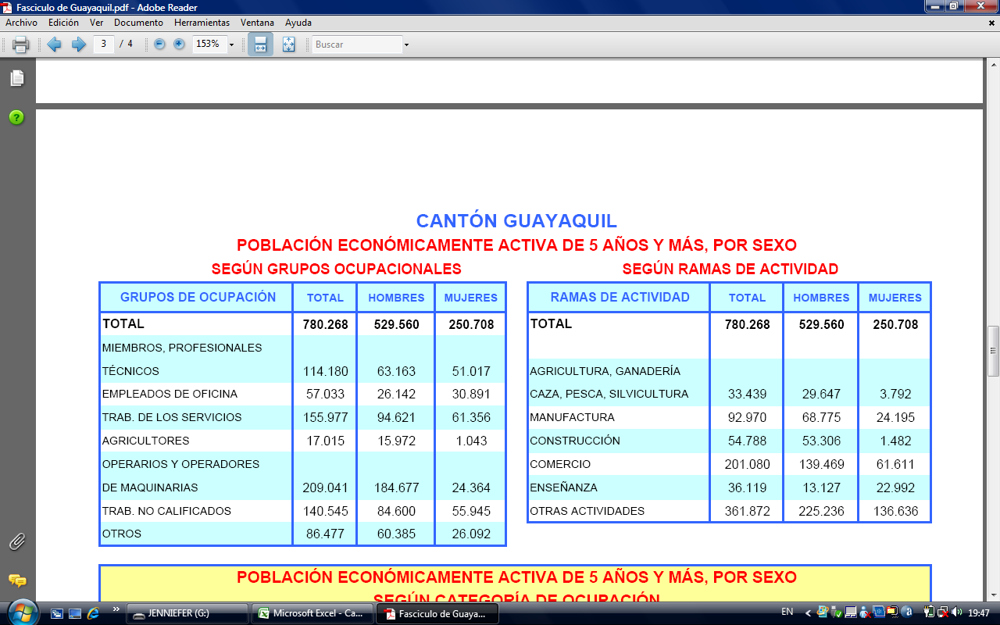 Fasciculo de Guayaquil.pdf - Adobe Reader
Archivo Edición Ver Documento Herramientas Ventana Ayuda
3 / 4 153% Buscar
CANTÓN GUAYAQUIL
POBLACIÓN ECONÓMICAMENTE ACTIVA DE 5 AÑOS Y MÁS, POR SEXO
SEGÚN GRUPOS OCUPACIONALES
GRUPOS DE OCUPACIÓN TOTAL HOMBRES MUJERES
TOTAL 780.268 529.560 250.708
MIEMBROS, PROFESIONALES
TÉCNICOS 114.180 63.163 51.017
EMPLEADOS DE OFICINA 57.033 26.142 30.891
TRAB. DE LOS SERVICIOS 155.977 94.621 61.356
AGRICULTORES 17.015 15.972 1.043
OPERARIOS Y OPERADORES
DE MAQUINARIAS 209.041 184.677 24.364
TRAB. NO CALIFICADOS 140.545 84.600 55.945
OTROS 86.477 60.385 26.092
SEGÚN RAMAS DE ACTIVIDAD
RAMAS DE ACTIVIDAD TOTAL HOMBRES MUJERES
TOTAL 780.268 529.560 250.708
AGRICULTURA, GANADERÍA
CAZA, PESCA, SILVICULTURA 33.439 29.647 3.792
MANUFACTURA 92.970 68.775 24.195
CONSTRUCCIÓN 54.788 53.306 1.482
COMERCIO 201.080 139.469 61.611
ENSEÑANZA 36.119 13.127 22.992
OTRAS ACTIVIDADES 361.872 225.236 136.636
POBLACIÓN ECONÓMICAMENTE ACTIVA DE 5 AÑOS Y MÁS, POR SEXO
SEGÚN CATEGORÍA DE OCUPACIÓN
JENNIEFER (G:) Microsoft Excel - Ca... Fasciculo de Guaya... EN 19:47